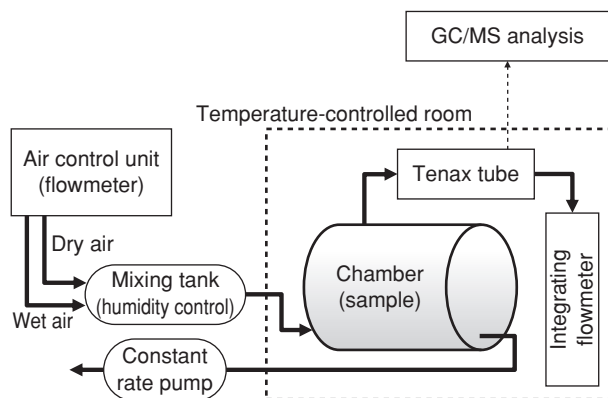 GC/MS analysis
Temperature-controlled room
Air control unit
(flowmeter)
Tenax tube
Dry air
Wet air
Mixing tank
(humidity control)
Chamber
(sample)
Integrating
flowmeter
Constant
rate pump